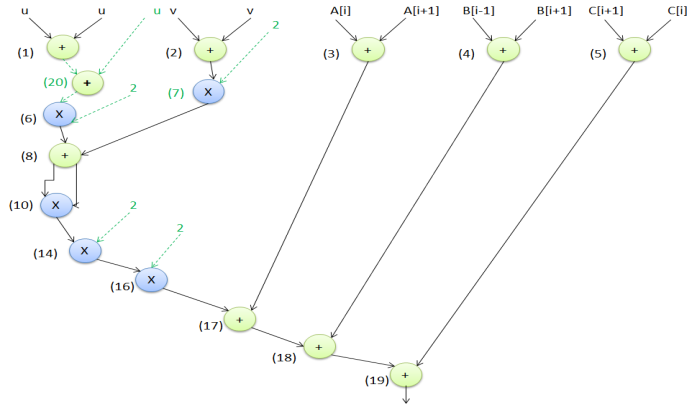 u u u v v A[i] A[i+1] B[i-1] B[i+1] C[i+1] C[i]
2
(1) + (2) + (3) + (4) + (5) +
(20) + 2 (7) X
(6) X
(8) +
(10) X 2
2
(14) X
(16) X
(17) +
(18) +
(19) +